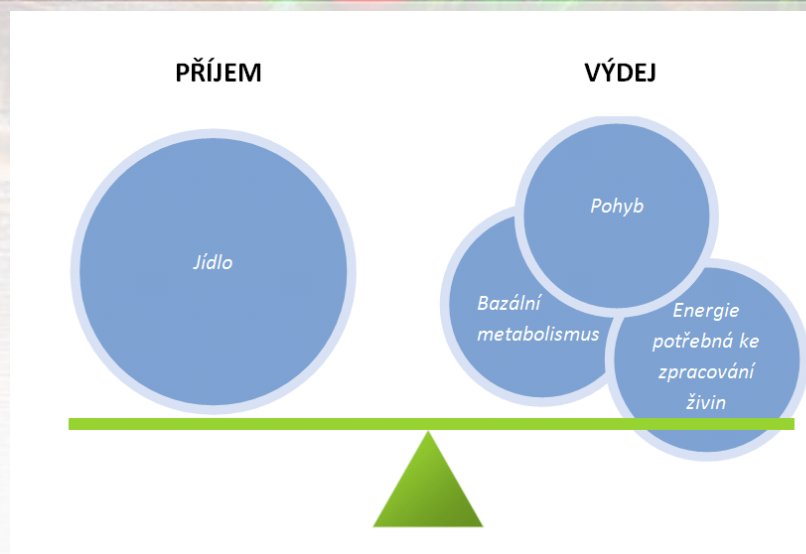 PŘÍJEM
VÝDEJ
Jídlo
Pohyb
Bazální
metabolismus
Energie
potřebná ke
zpracování
živin